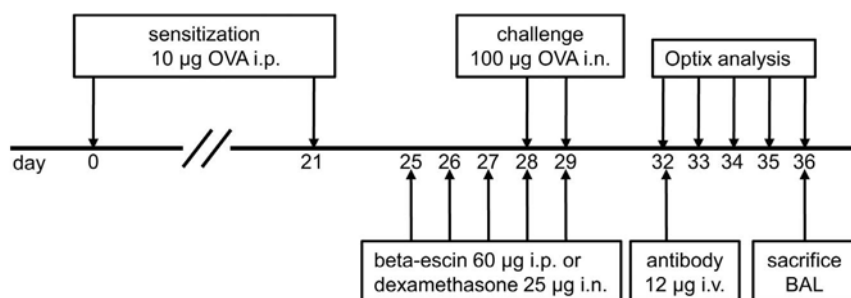 sensitization
10 µg OVA i.p.
challenge
100 µg OVA i.n.
Optix analysis
day 0 21 25 26 27 28 29 32 33 34 35 36
beta-escin 60 µg i.p. or
dexamethasone 25 µg i.n.
antibody
12 µg i.v.
sacrifice
BAL